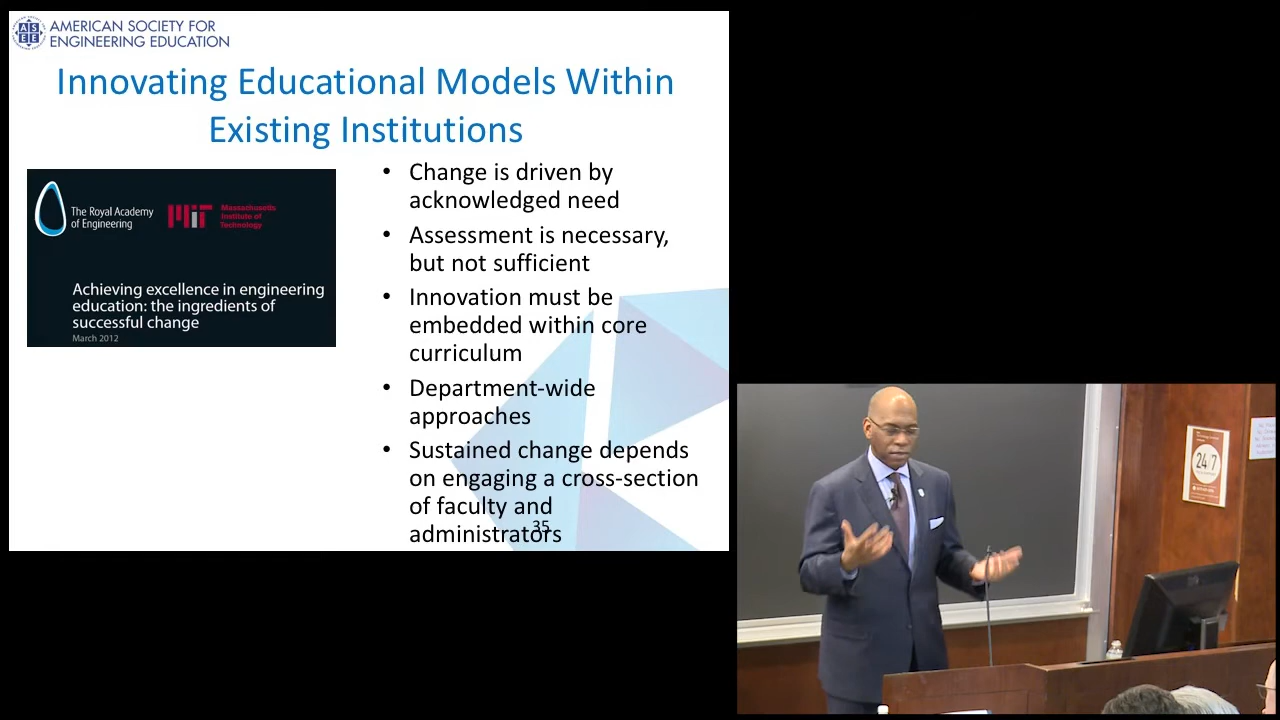 AMERICAN SOCIETY FOR
ENGINEERING EDUCATION
Innovating Educational Models Within
Existing Institutions
The Royal Academy
of Engineering
MIT
Massachusetts
Institute of
Technology
Achieving excellence in engineering
education: the ingredients of
successful change
March 2012
• Change is driven by
acknowledged need
• Assessment is necessary,
but not sufficient
• Innovation must be
embedded within core
curriculum
• Department-wide
approaches
• Sustained change depends
on engaging a cross-section
of faculty and
administrators
35
24/7